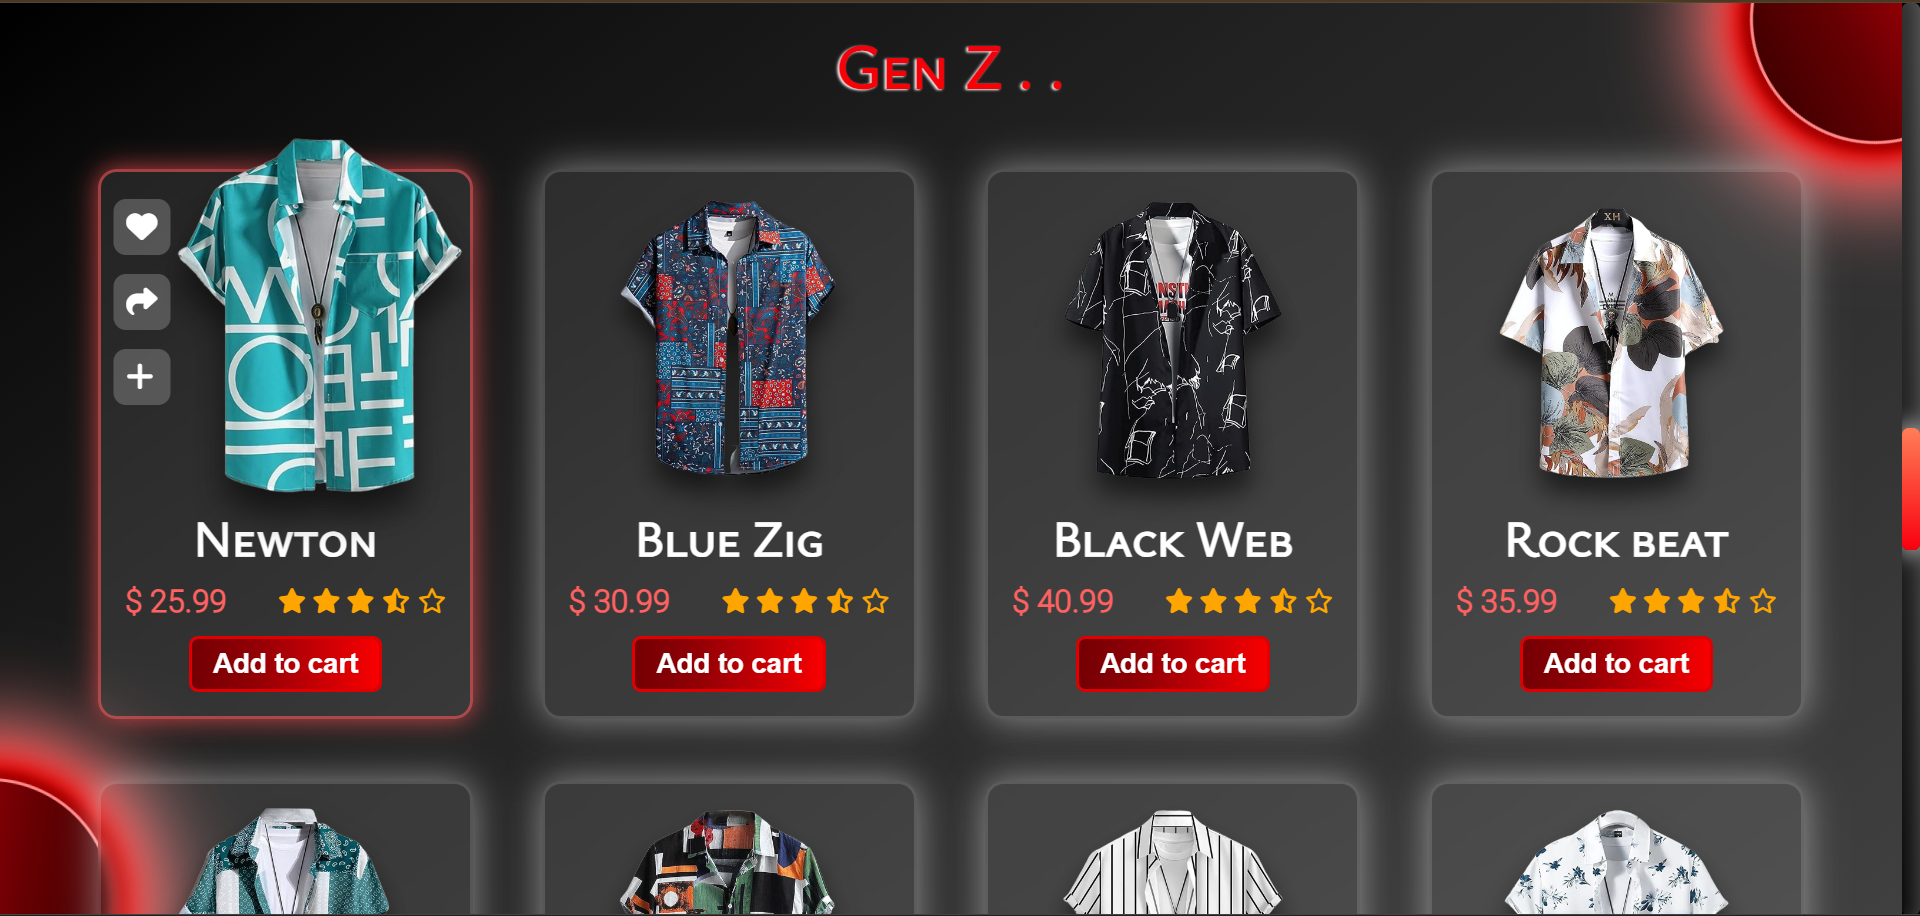 Gen Z . .
XH
Newton
Blue Zig
Black Web
Rock beat
$ 25.99
$ 30.99
$ 40.99
$ 35.99
Add to cart
Add to cart
Add to cart
Add to cart